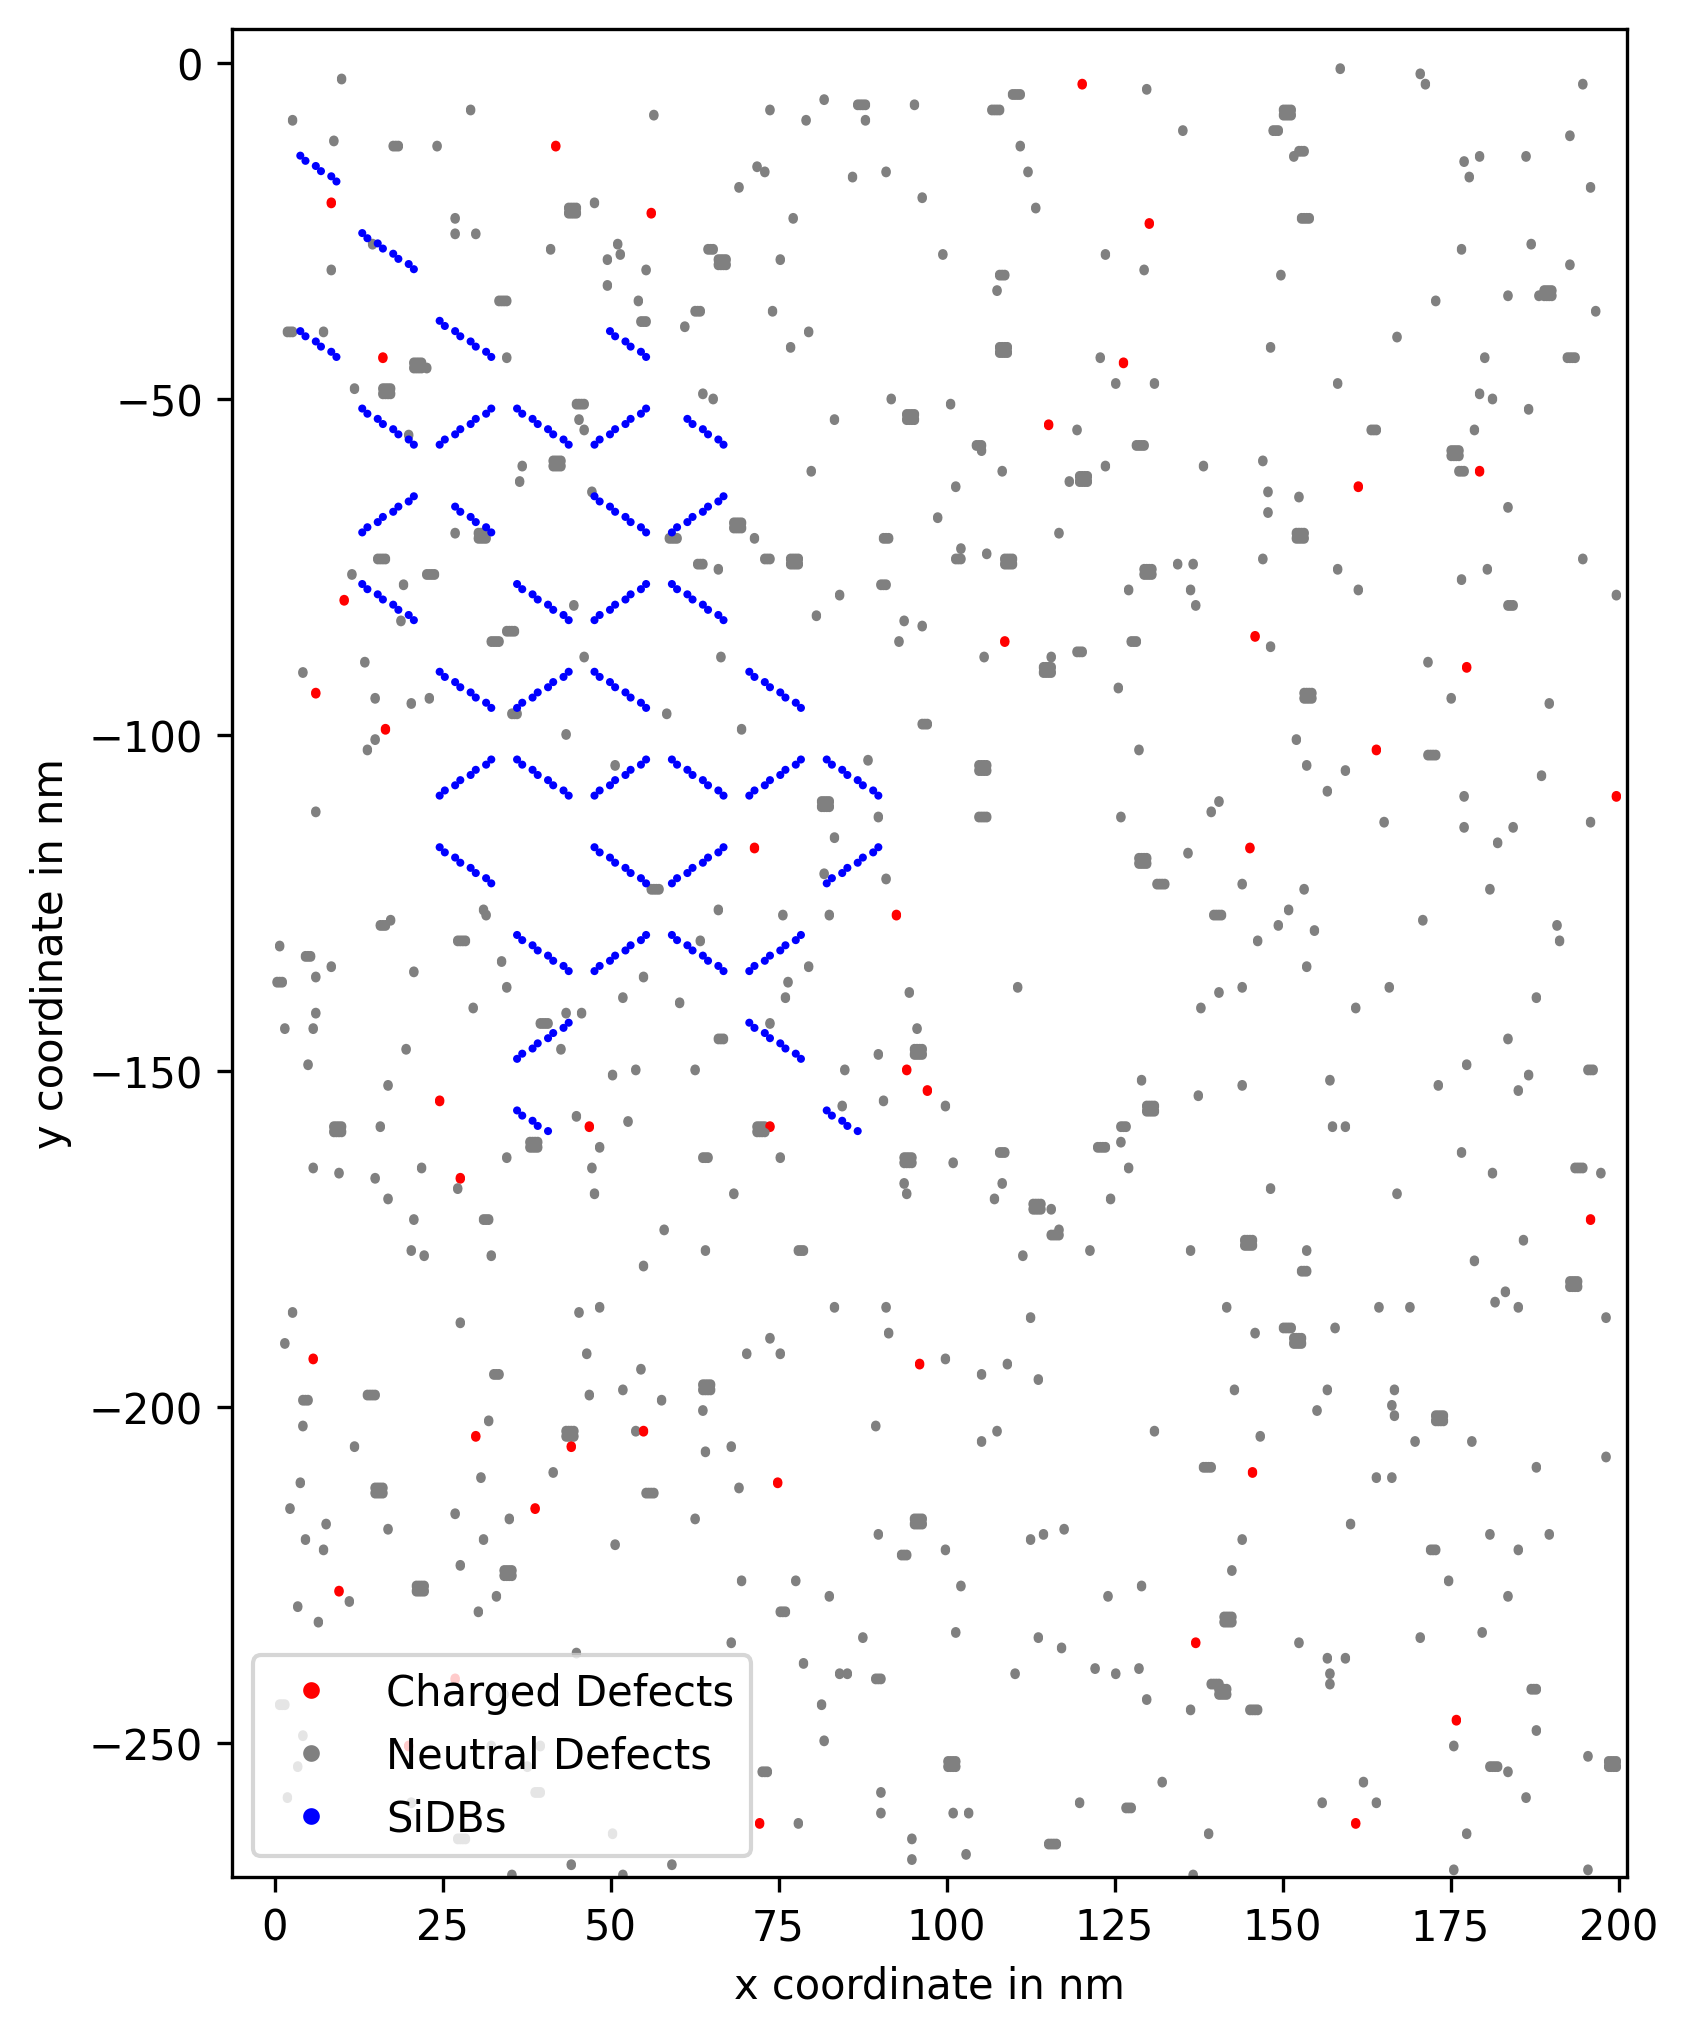 0
−50
−100
−150
−200
−250
y coordinate in nm
Charged Defects
Neutral Defects
SiDBs
0 25 50 75 100 125 150 175 200
x coordinate in nm